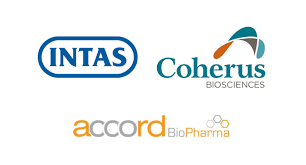 INTAS
Coherus
BIOSCIENCES
accord BioPharma